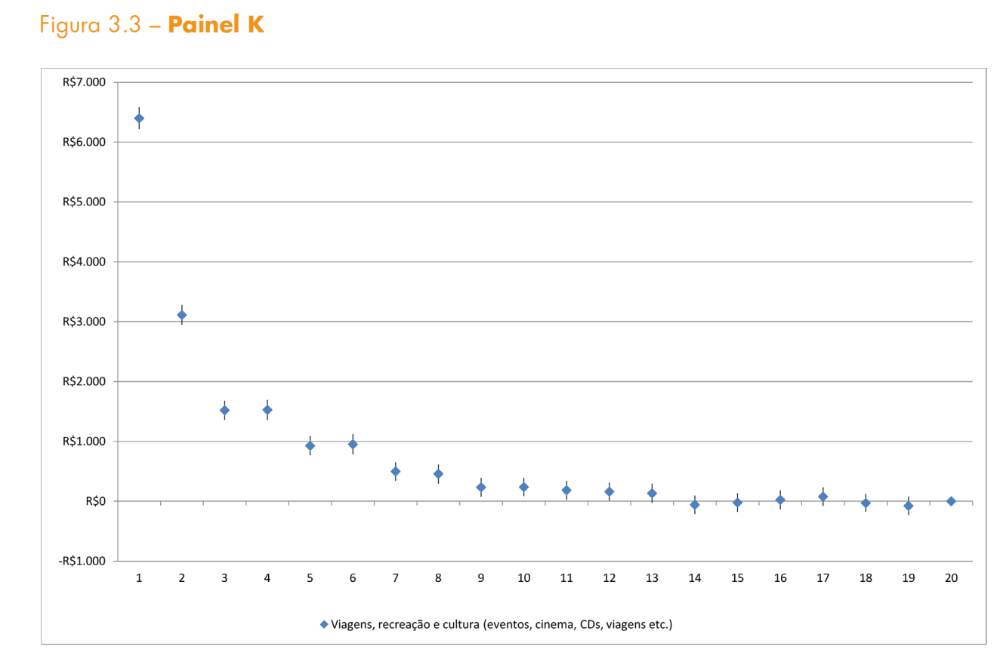 Figura 3.3 – Painel K
R$7.000
R$6.000
R$5.000
R$4.000
R$3.000
R$2.000
R$1.000
R$0
-R$1.000
1 2 3 4 5 6 7 8 9 10 11 12 13 14 15 16 17 18 19 20
Viagens, recreação e cultura (eventos, cinema, CDs, viagens etc.)